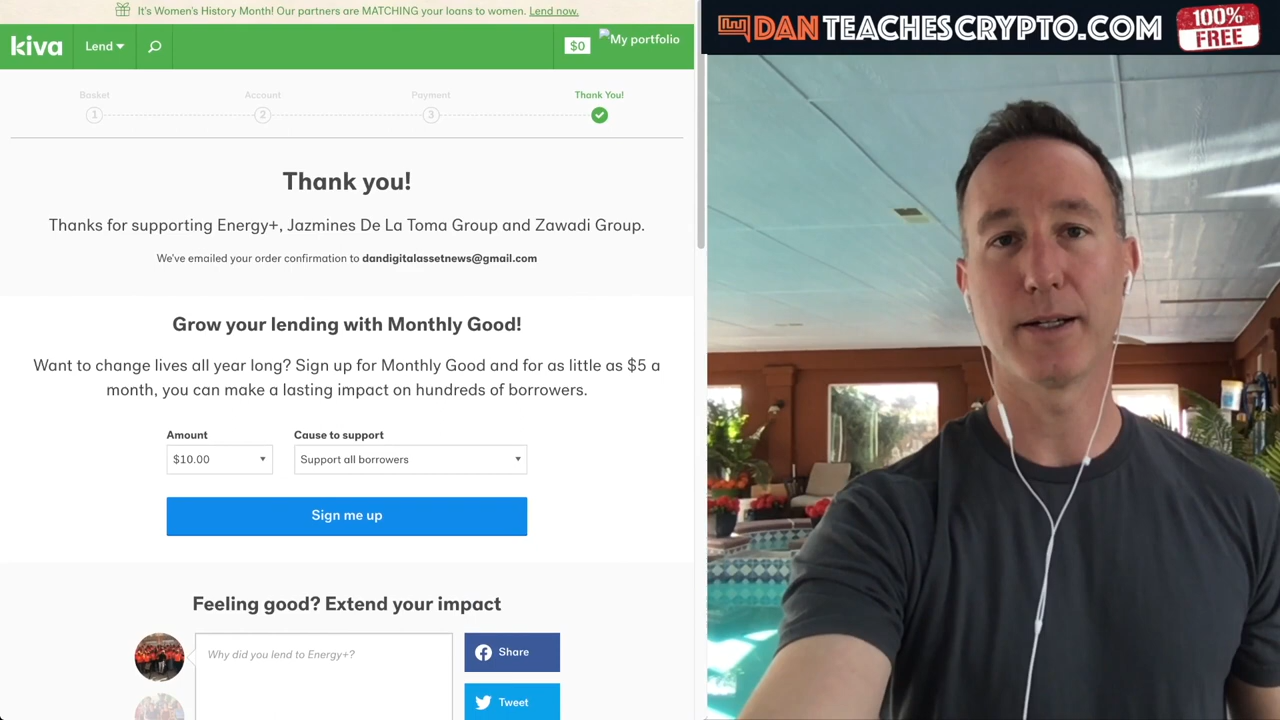 It's Women's History Month! Our partners are MATCHING your loans to women. Lend now.
kiva
Lend
$0
My portfolio
Basket
Account
Payment
Thank You!
1
2
3
Thank you!
Thanks for supporting Energy+, Jazmines De La Toma Group and Zawadi Group.
We've emailed your order confirmation to dandigitalassetnews@gmail.com
Grow your lending with Monthly Good!
Want to change lives all year long? Sign up for Monthly Good and for as little as $5 a
month, you can make a lasting impact on hundreds of borrowers.
Amount
Cause to support
$10.00
Support all borrowers
Sign me up
Feeling good? Extend your impact
Why did you lend to Energy+?
Share
Tweet
DANTEACHESCRYPTO.COM
100%
FREE